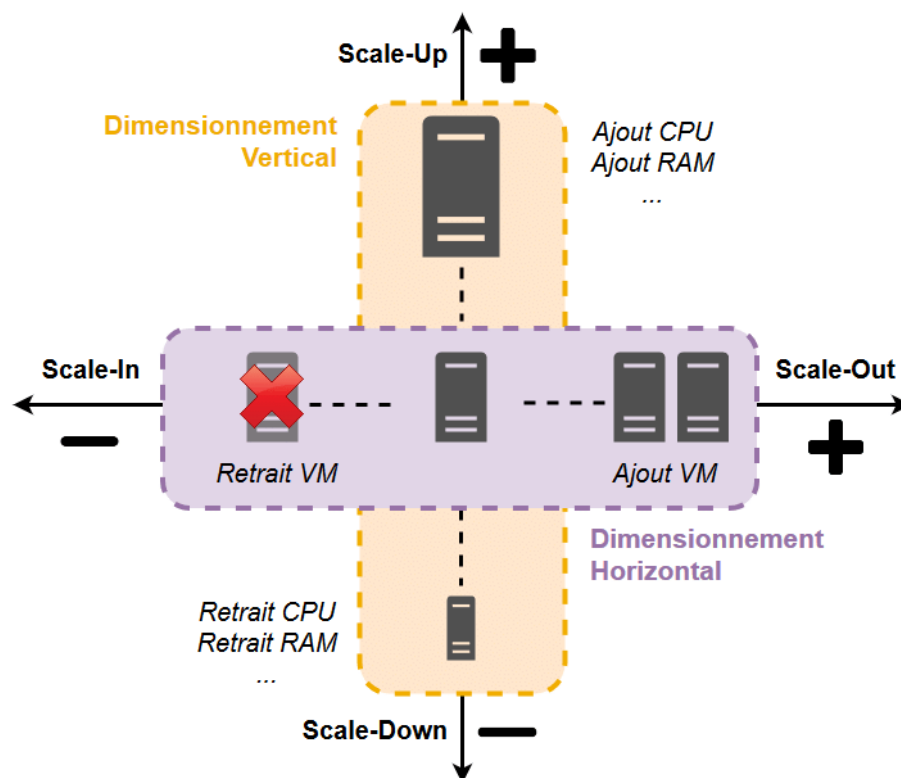 Scale-Up
Dimensionnement
Vertical
Ajout CPU
Ajout RAM
...
Scale-In
Scale-Out
Retrait VM
Ajout VM
Dimensionnement
Horizontal
Retrait CPU
Retrait RAM
...
Scale-Down